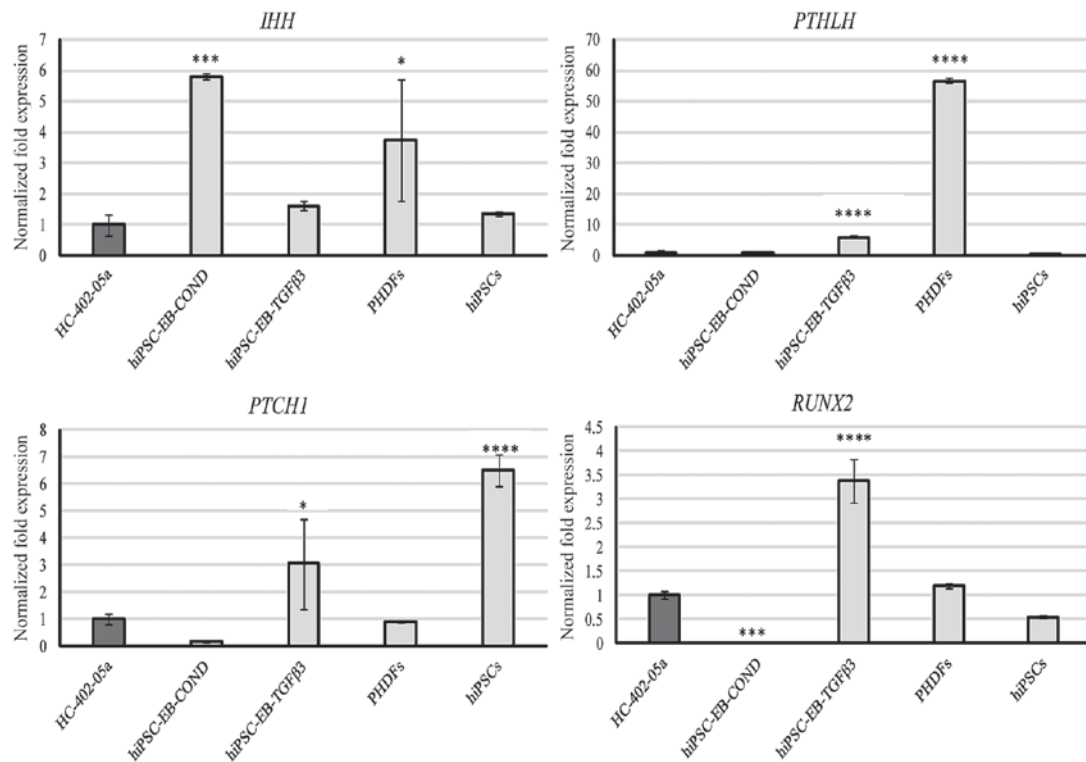 IHH
Normalized fold expression
7
6
5
4
3
2
1
0
***
*
HC-402-05a
hiPSC-EB-COND
hiPSC-EB-TGFβ3
PHDFs
hiPSCs
PTHLH
Normalized fold expression
70
60
50
40
30
20
10
0
****
****
HC-402-05a
hiPSC-EB-COND
hiPSC-EB-TGFβ3
PHDFs
hiPSCs
PTCH1
Normalized fold expression
8
7
6
5
4
3
2
1
0
*
****
HC-402-05a
hiPSC-EB-COND
hiPSC-EB-TGFβ3
PHDFs
hiPSCs
RUNX2
Normalized fold expression
4.5
4
3.5
3
2.5
2
1.5
1
0.5
0
***
****
HC-402-05a
hiPSC-EB-COND
hiPSC-EB-TGFβ3
PHDFs
hiPSCs